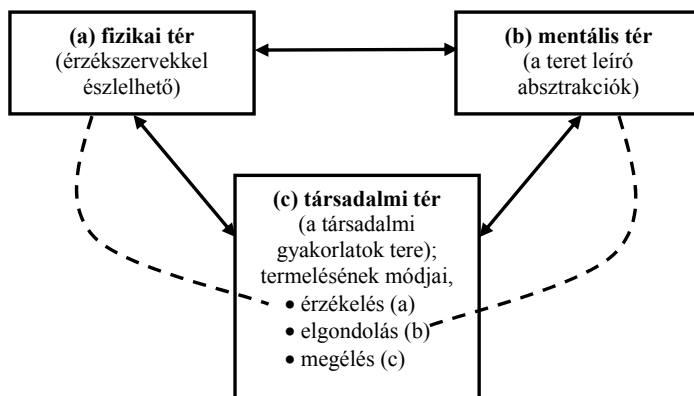 (a) fizikai tér
(érzékszervekkel
észlelhető)
(b) mentális tér
(a teret leíró
absztrakciók)
(c) társadalmi tér
(a társadalmi
gyakorlatok tere);
termelésének módjai,
• érzékelés (a)
• elgondolás (b)
• megélés (c)